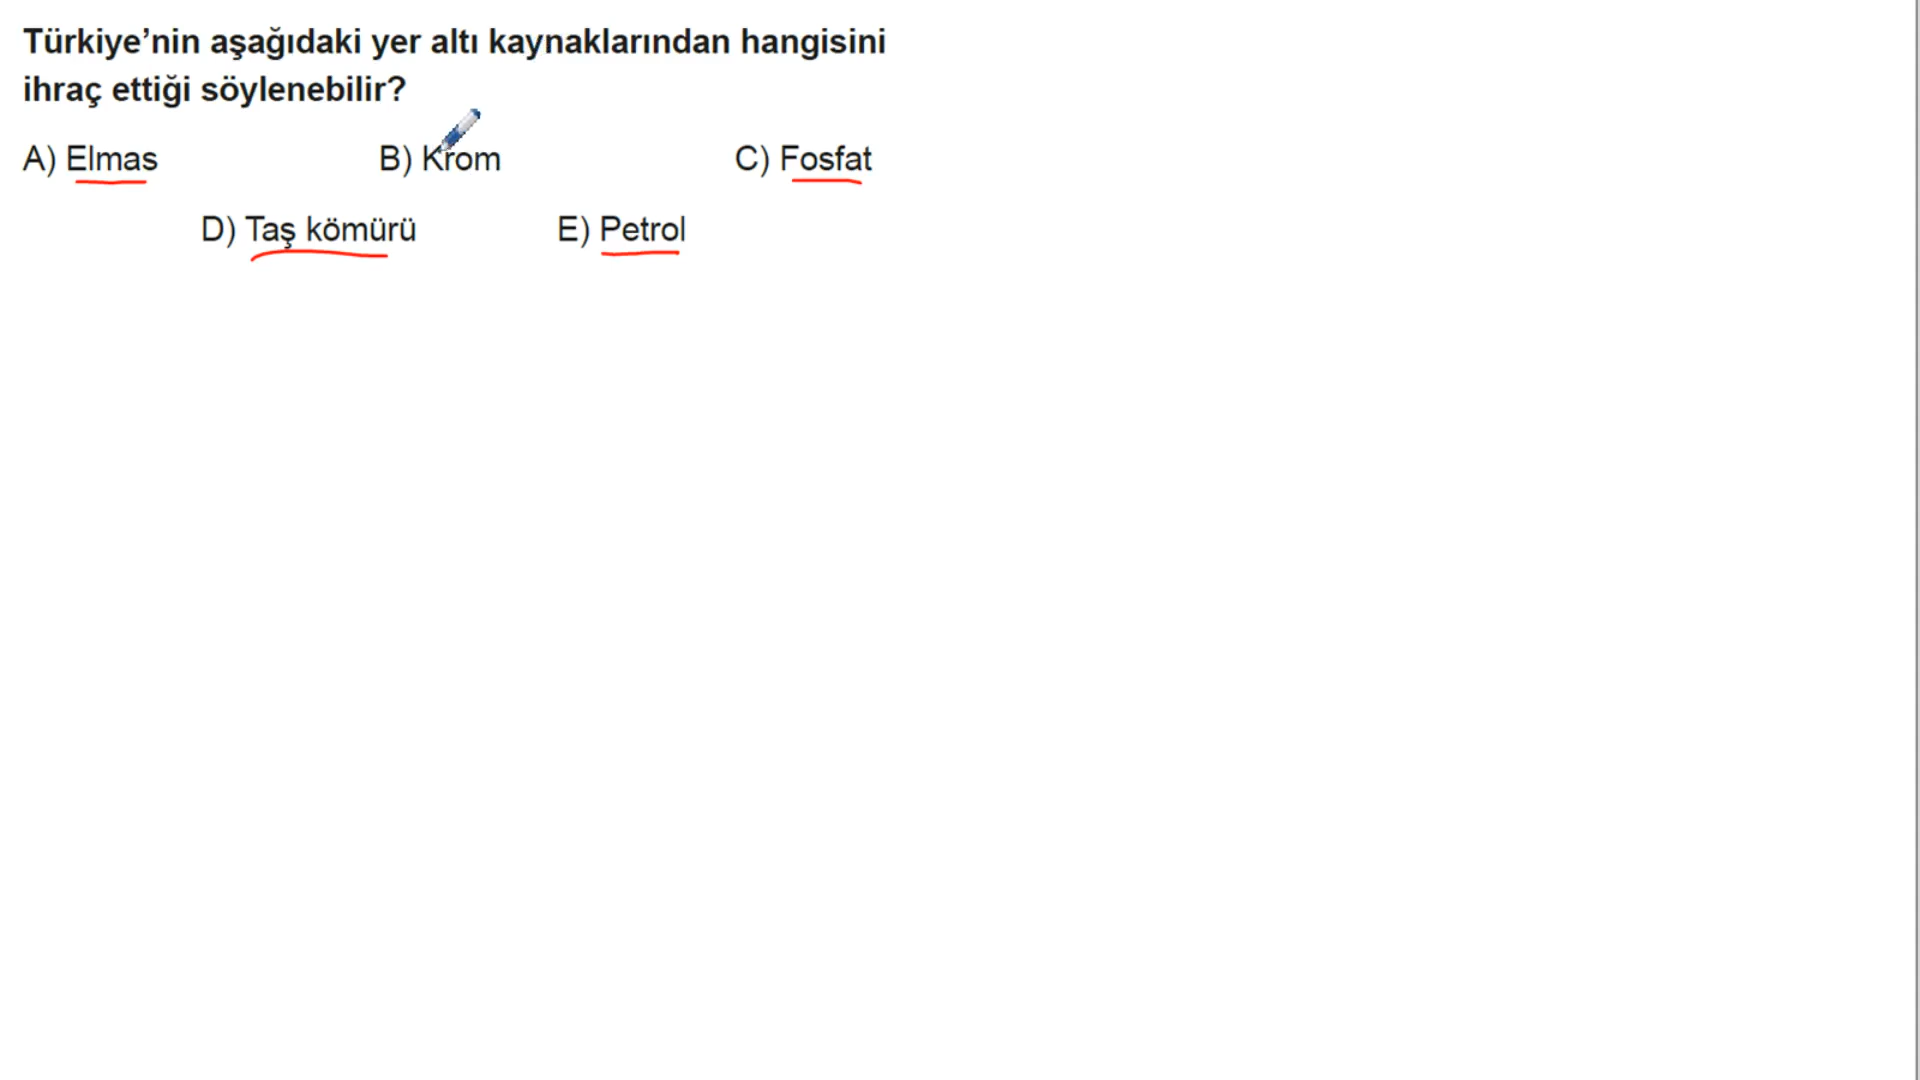 Türkiye’nin aşağıdaki yer altı kaynaklarından hangisini
ihraç ettiği söylenebilir?
A) Elmas B) Krom C) Fosfat
D) Taş kömürü E) Petrol